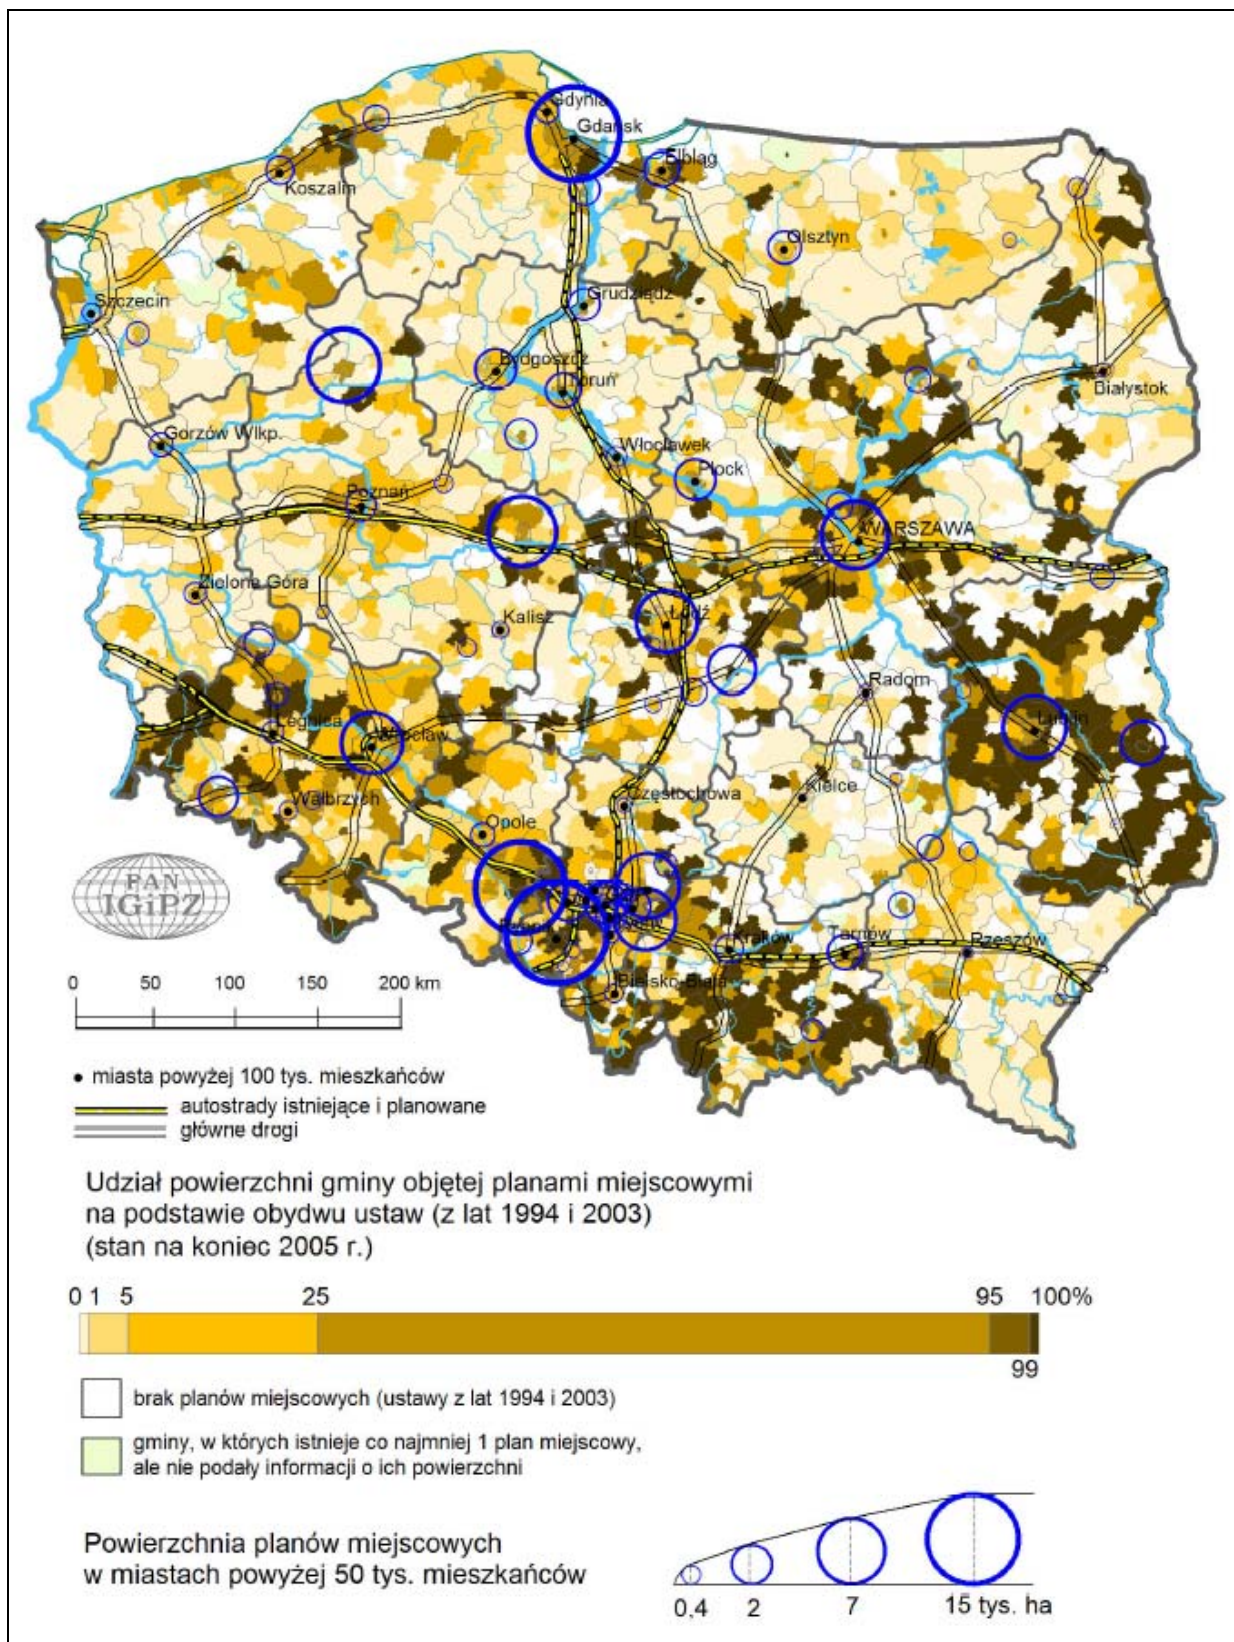 Gdynia
Gdańsk
Elbląg
Koszalin
Olsztyn
Szczecin
Grudziądz
Bydgoszcz
Toruń
Białystok
Gorzów Wlkp.
Włocławek
Płock
Poznań
WARSZAWA
Zielona Góra
Kalisz
Łódź
Radom
Legnica
Lublin
Wrocław
Wałbrzych
Częstochowa
Kielce
Opole
PAN
IGiPZ
Kraków
Tarnów
Rzeszów
Bielsko-Biała
0 50 100 150 200 km
miasta powyżej 100 tys. mieszkańców
autostrady istniejące i planowane
główne drogi
Udział powierzchni gminy objętej planami miejscowymi
na podstawie obydwu ustaw (z lat 1994 i 2003)
(stan na koniec 2005 r.)
0 1 5 25 95 100%
99
brak planów miejscowych (ustawy z lat 1994 i 2003)
gminy, w których istnieje co najmniej 1 plan miejscowy,
ale nie podały informacji o ich powierzchni
Powierzchnia planów miejscowych
w miastach powyżej 50 tys. mieszkańców
0,4 2 7 15 tys. ha